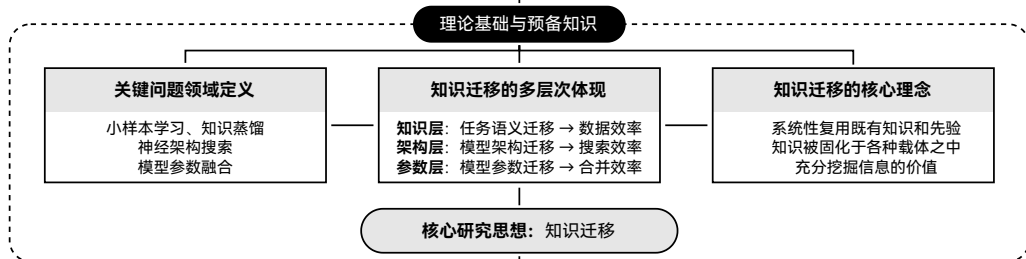 理论基础与预备知识
关键问题领域定义
小样本学习、知识蒸馏
神经架构搜索
模型参数融合
知识迁移的多层次体现
知识层：任务语义迁移 → 数据效率
架构层：模型架构迁移 → 搜索效率
参数层：模型参数迁移 → 合并效率
知识迁移的核心理念
系统性复用既有知识和先验
知识被固化于各种载体之中
充分挖掘信息的价值
核心研究思想：知识迁移